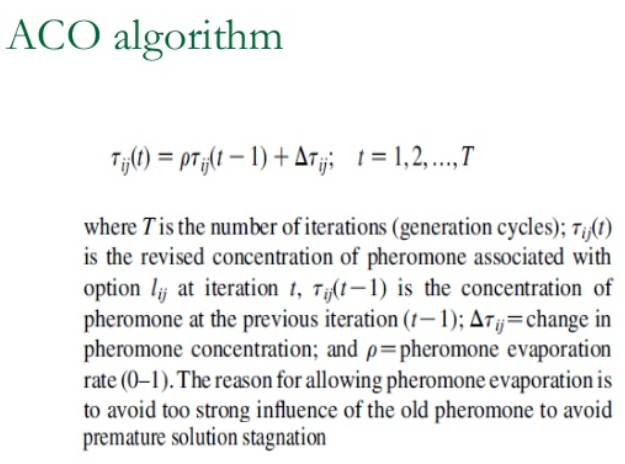 ACO algorithm
τij(t) = ρτij(t − 1) + Δτij; t = 1,2,...,T
where T is the number of iterations (generation cycles); τij(t)
is the revised concentration of pheromone associated with
option lij at iteration t, τij(t−1) is the concentration of
pheromone at the previous iteration (t−1); Δτij=change in
pheromone concentration; and ρ=pheromone evaporation
rate (0–1). The reason for allowing pheromone evaporation is
to avoid too strong influence of the old pheromone to avoid
premature solution stagnation